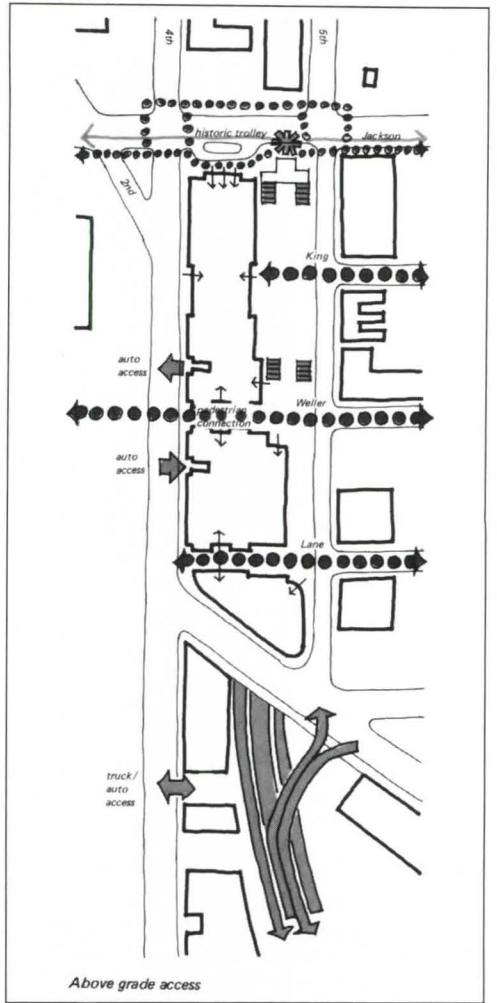 4th
5th
historic trolley
Jackson
2nd
King
auto
access
Weller
pedestrian
connection
auto
access
Lane
truck/
auto
access
Above grade access